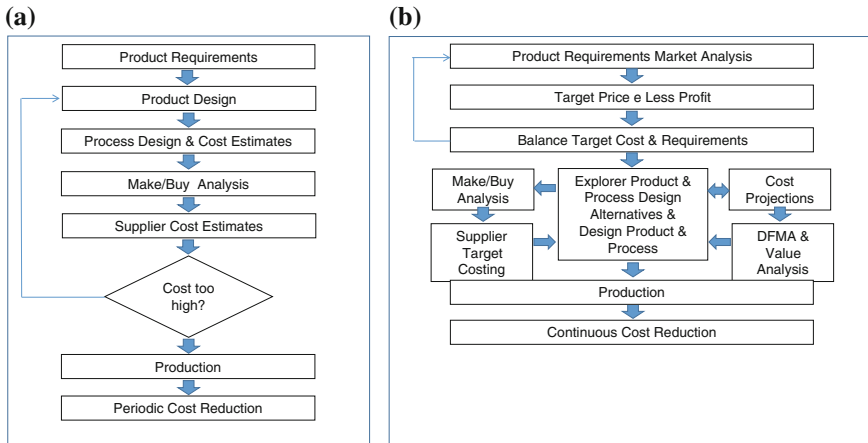 (a)
Product Requirements
Product Design
Process Design & Cost Estimates
Make/Buy Analysis
Supplier Cost Estimates
Cost too
high?
Production
Periodic Cost Reduction
(b)
Product Requirements Market Analysis
Target Price e Less Profit
Balance Target Cost & Requirements
Make/Buy
Analysis
Supplier
Target
Costing
Explorer Product &
Process Design
Alternatives &
Design Product &
Process
Cost
Projections
DFMA &
Value
Analysis
Production
Continuous Cost Reduction